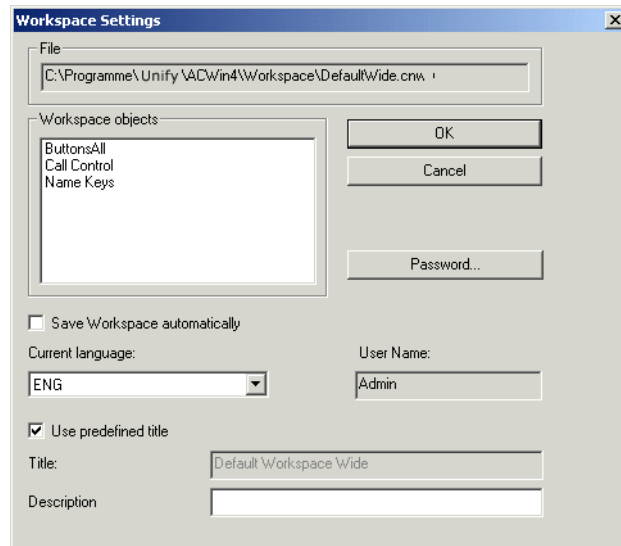 Workspace Settings
File
C:\Programme\ Unify \ACWin4\Workspace\DefaultWide.cnw
Workspace objects
ButtonsAll
Call Control
Name Keys
OK
Cancel
Password...
Save Workspace automatically
Current language:
User Name:
ENG
Admin
Use predefined title
Title:
Default Workspace Wide
Description